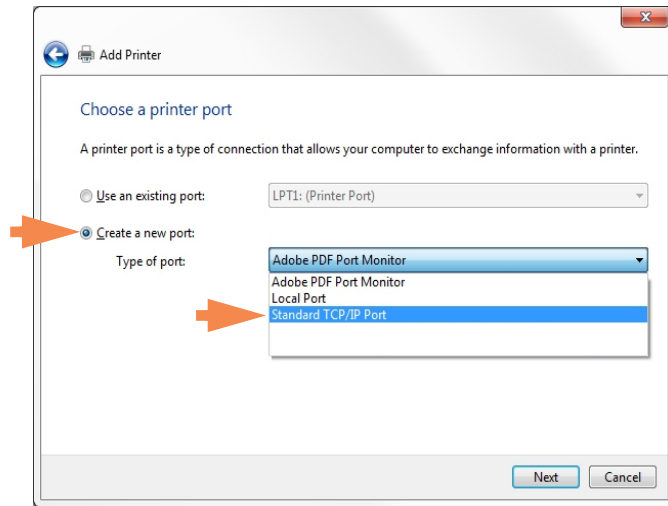 Add Printer
Choose a printer port
A printer port is a type of connection that allows your computer to exchange information with a printer.
Use an existing port:
LPT1: (Printer Port)
Create a new port:
Type of port:
Adobe PDF Port Monitor
Adobe PDF Port Monitor
Local Port
Standard TCP/IP Port
Next
Cancel